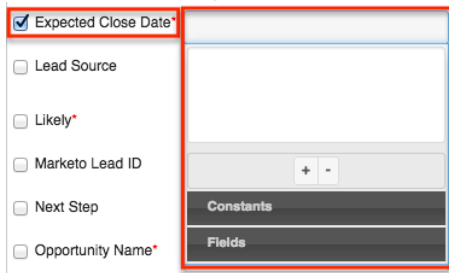 Expected Close Date*
Lead Source
Likely*
Marketo Lead ID
+ -
Next Step
Constants
Opportunity Name*
Fields